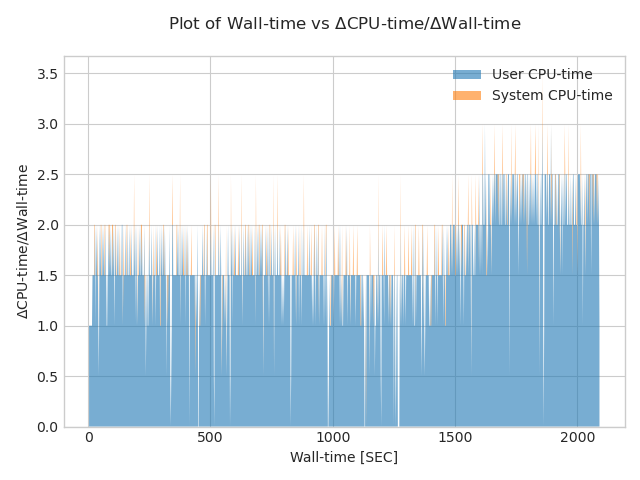 Plot of Wall-time vs ΔCPU-time/ΔWall-time
User CPU-time
System CPU-time
ΔCPU-time/ΔWall-time
3.5
3.0
2.5
2.0
1.5
1.0
0.5
0.0
0
500
1000
1500
2000
Wall-time [SEC]